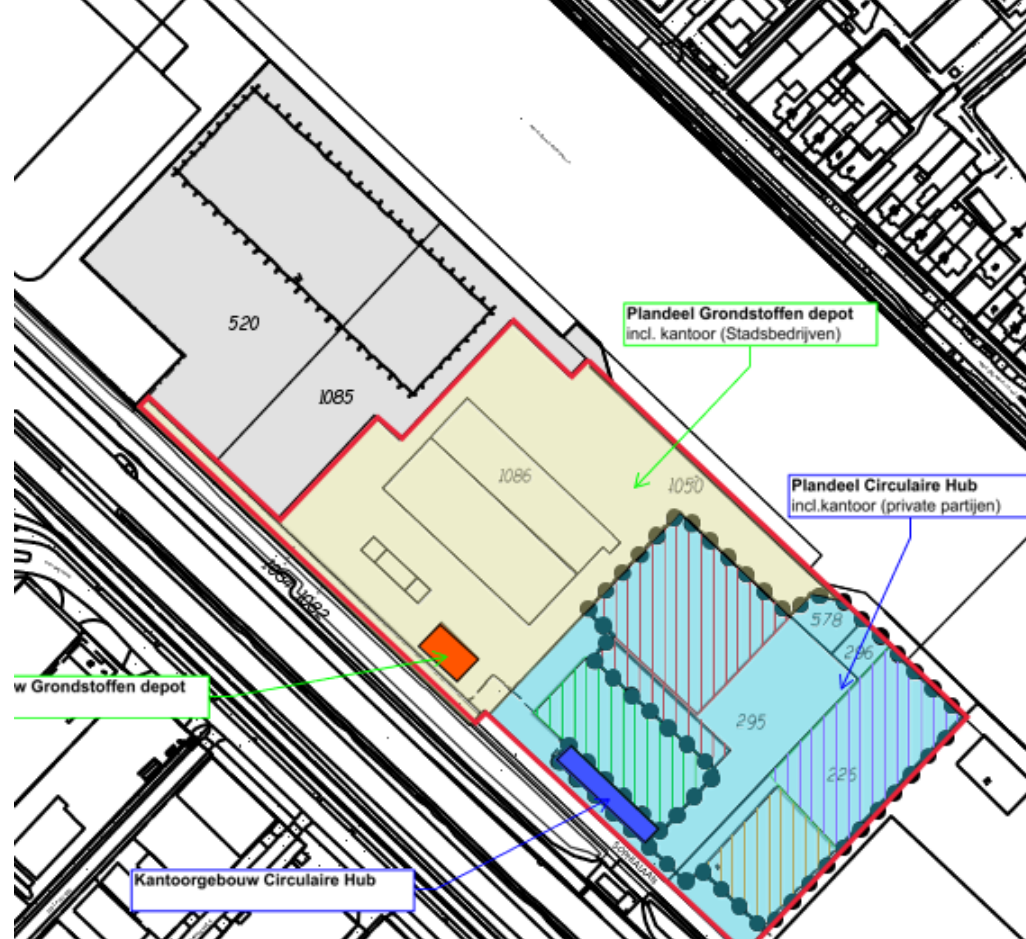 Plandeel Grondstoffen depot
incl. kantoor (Stadsbedrijven)
520
1085
1086
1050
Plandeel Circulaire Hub
incl.kantoor (private partijen)
578
296
295
225
w Grondstoffen depot
Kantoorgebouw Circulaire Hub
SOPHIALAAN